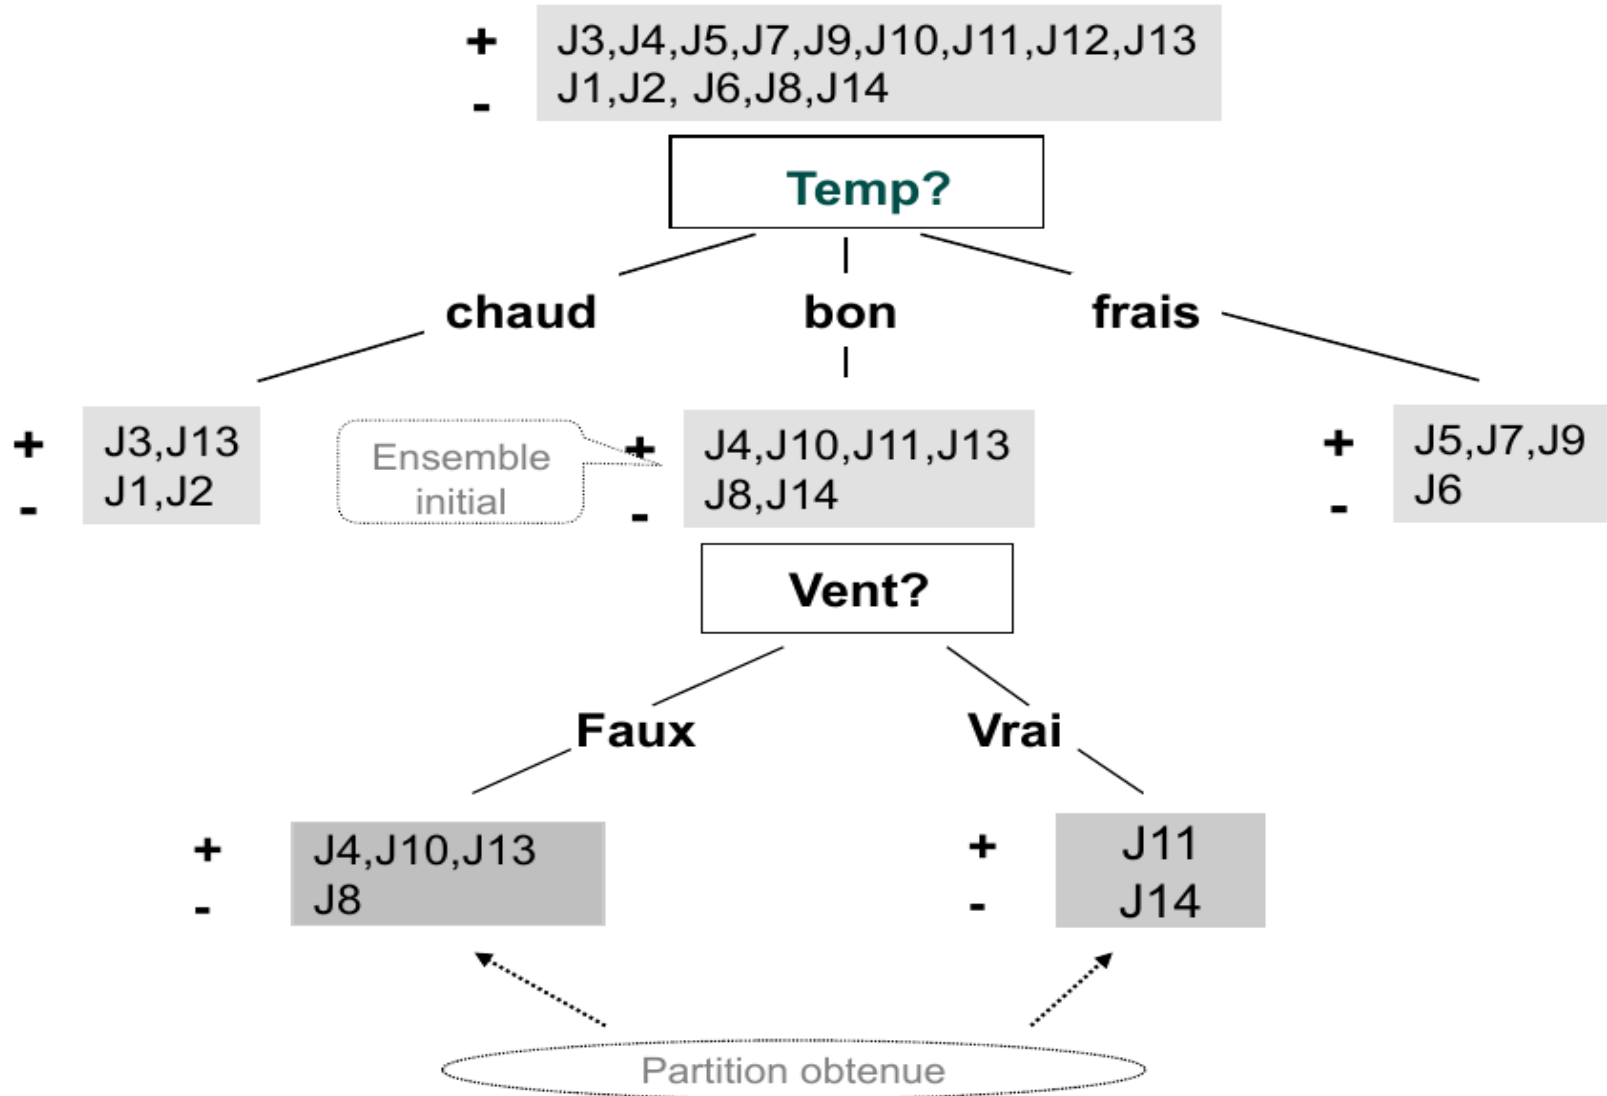 + J3,J4,J5,J7,J9,J10,J11,J12,J13
- J1,J2, J6,J8,J14
Temp?
chaud bon frais
+ J3,J13
- J1,J2
Ensemble
initial
+ J4,J10,J11,J13
- J8,J14
+ J5,J7,J9
- J6
Vent?
Faux Vrai
+ J4,J10,J13
- J8
+ J11
- J14
Partition obtenue